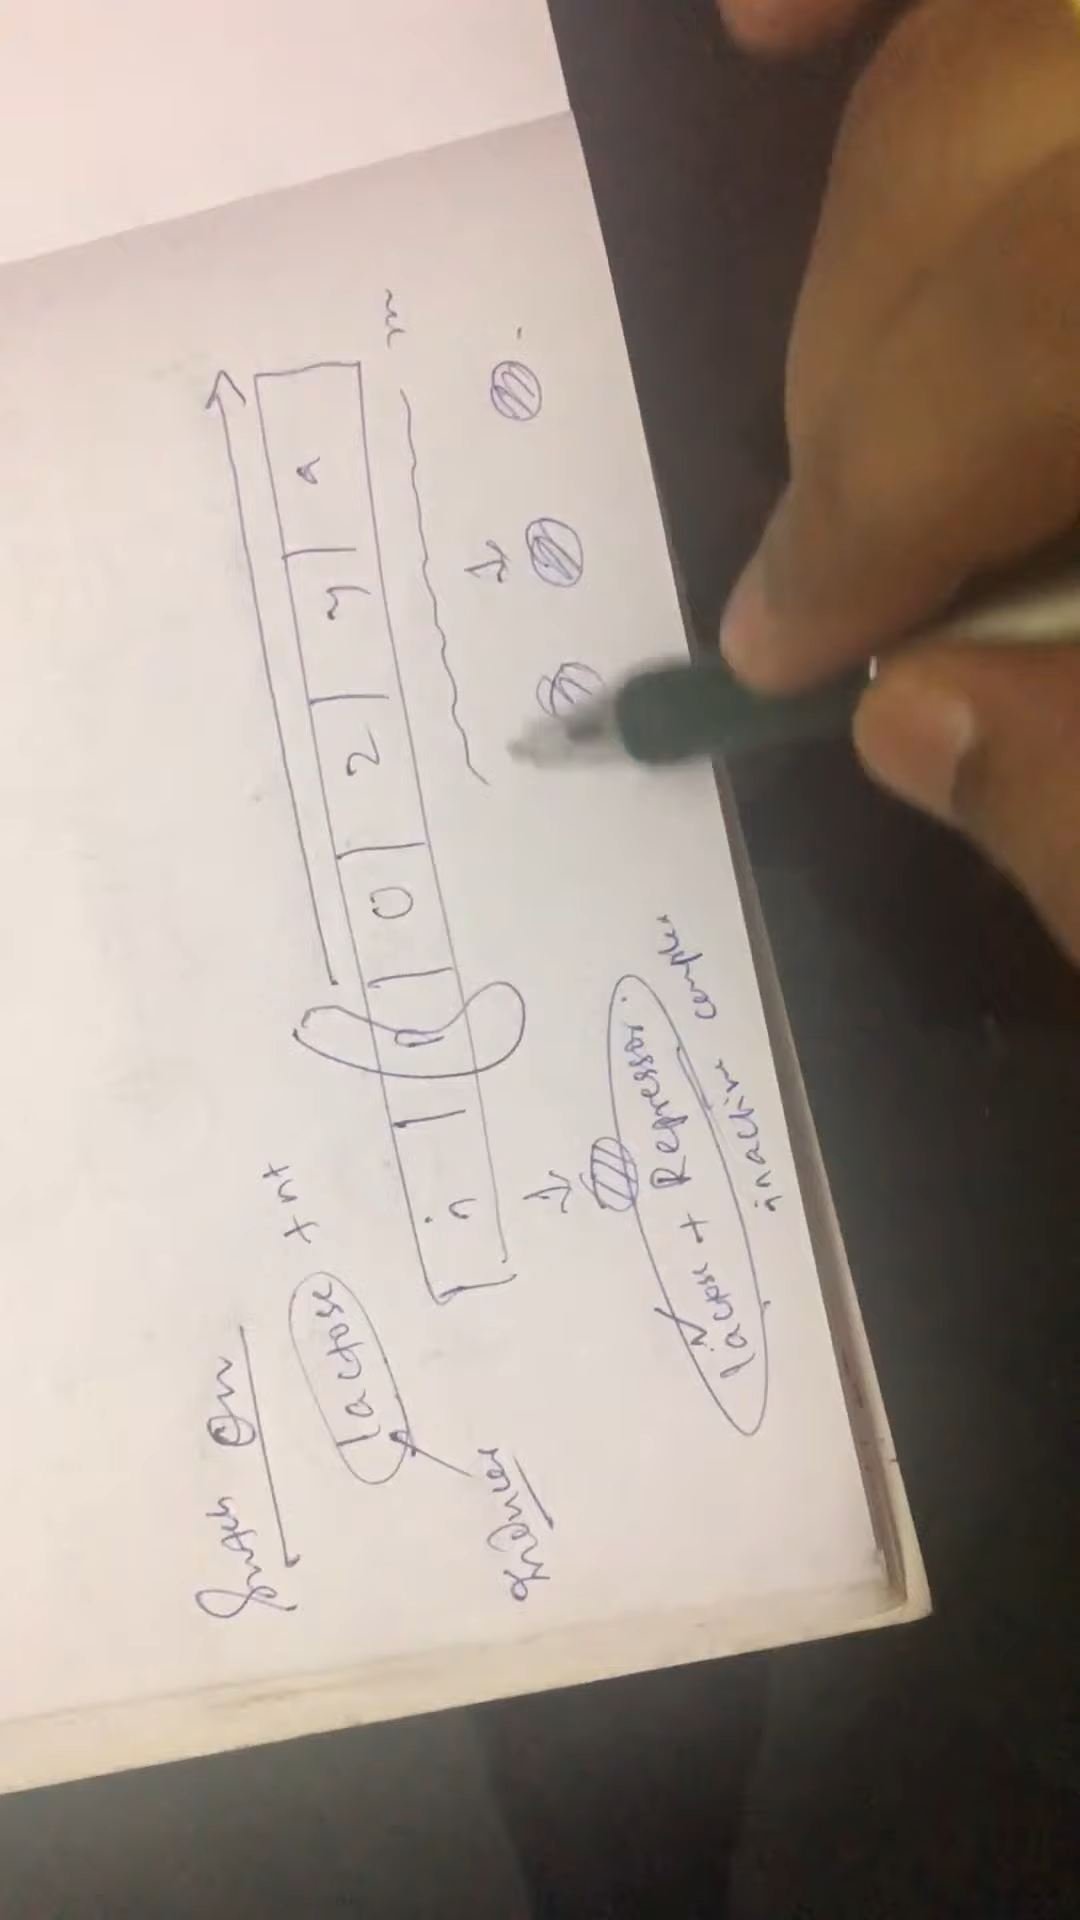 Switch On
lactose + nt
Inducer
i p o z y a
m
lactose + Repressor.
inactive complex